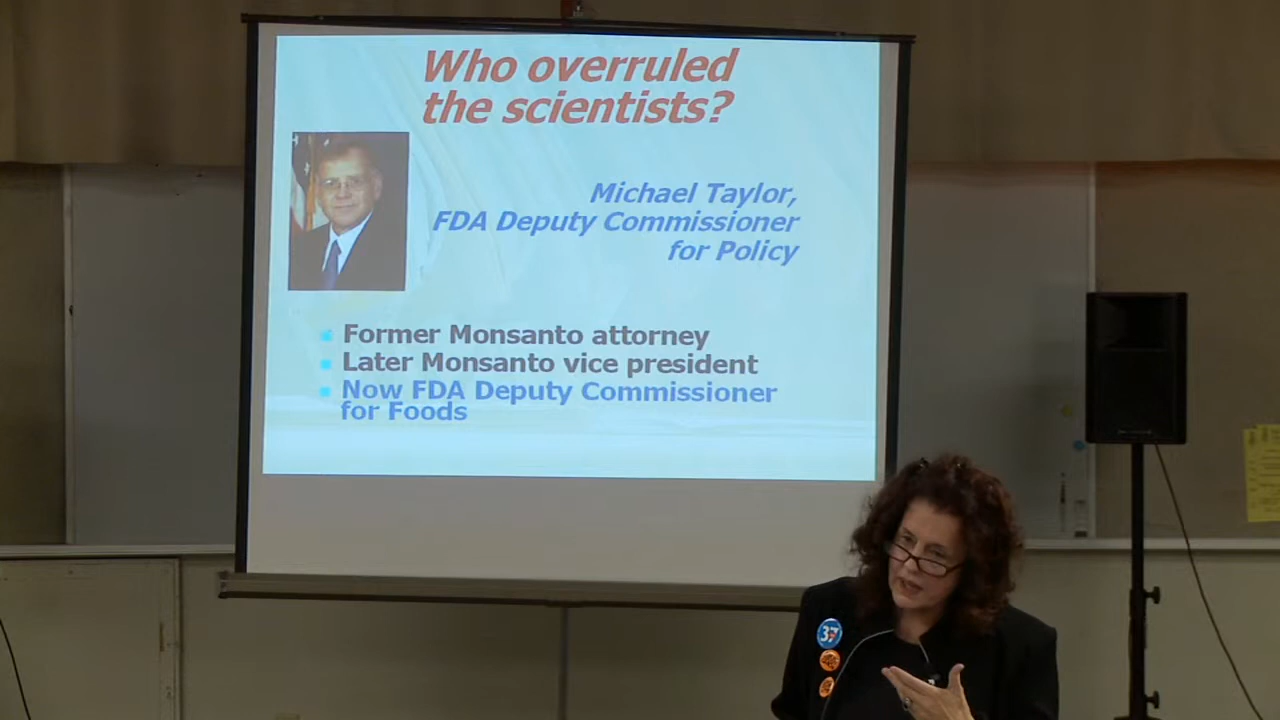 Who overruled
the scientists?
Michael Taylor,
FDA Deputy Commissioner
for Policy
Former Monsanto attorney
Later Monsanto vice president
Now FDA Deputy Commissioner
for Foods
37